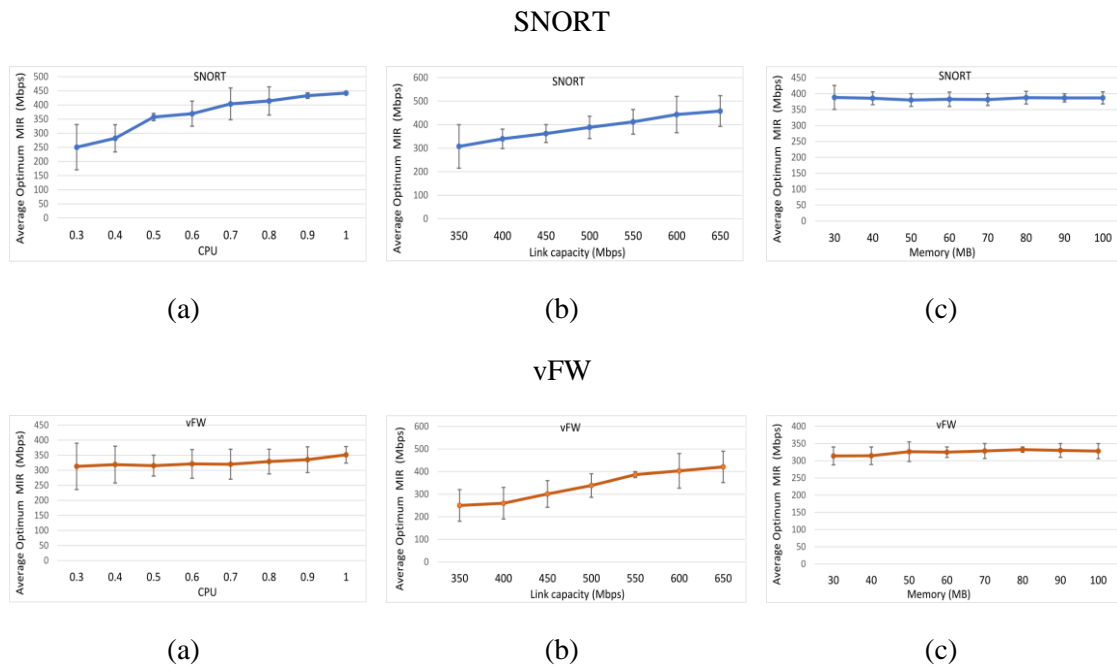 SNORT
SNORT
Average Optimum MIR (Mbps)
500
450
400
350
300
250
200
150
100
50
0
0.3 0.4 0.5 0.6 0.7 0.8 0.9 1
CPU
SNORT
Average Optimum MIR (Mbps)
600
500
400
300
200
100
0
350 400 450 500 550 600 650
Link capacity (Mbps)
SNORT
Average Optimum MIR (Mbps)
450
400
350
300
250
200
150
100
50
0
30 40 50 60 70 80 90 100
Memory (MB)
(a) (b) (c)
vFW
vFW
Average Optimum MIR (Mbps)
450
400
350
300
250
200
150
100
50
0
0.3 0.4 0.5 0.6 0.7 0.8 0.9 1
CPU
vFW
Average Optimum MIR (Mbps)
600
500
400
300
200
100
0
350 400 450 500 550 600 650
Link capacity (Mbps)
vFW
Average Optimum MIR (Mbps)
400
350
300
250
200
150
100
50
0
30 40 50 60 70 80 90 100
Memory (MB)
(a) (b) (c)